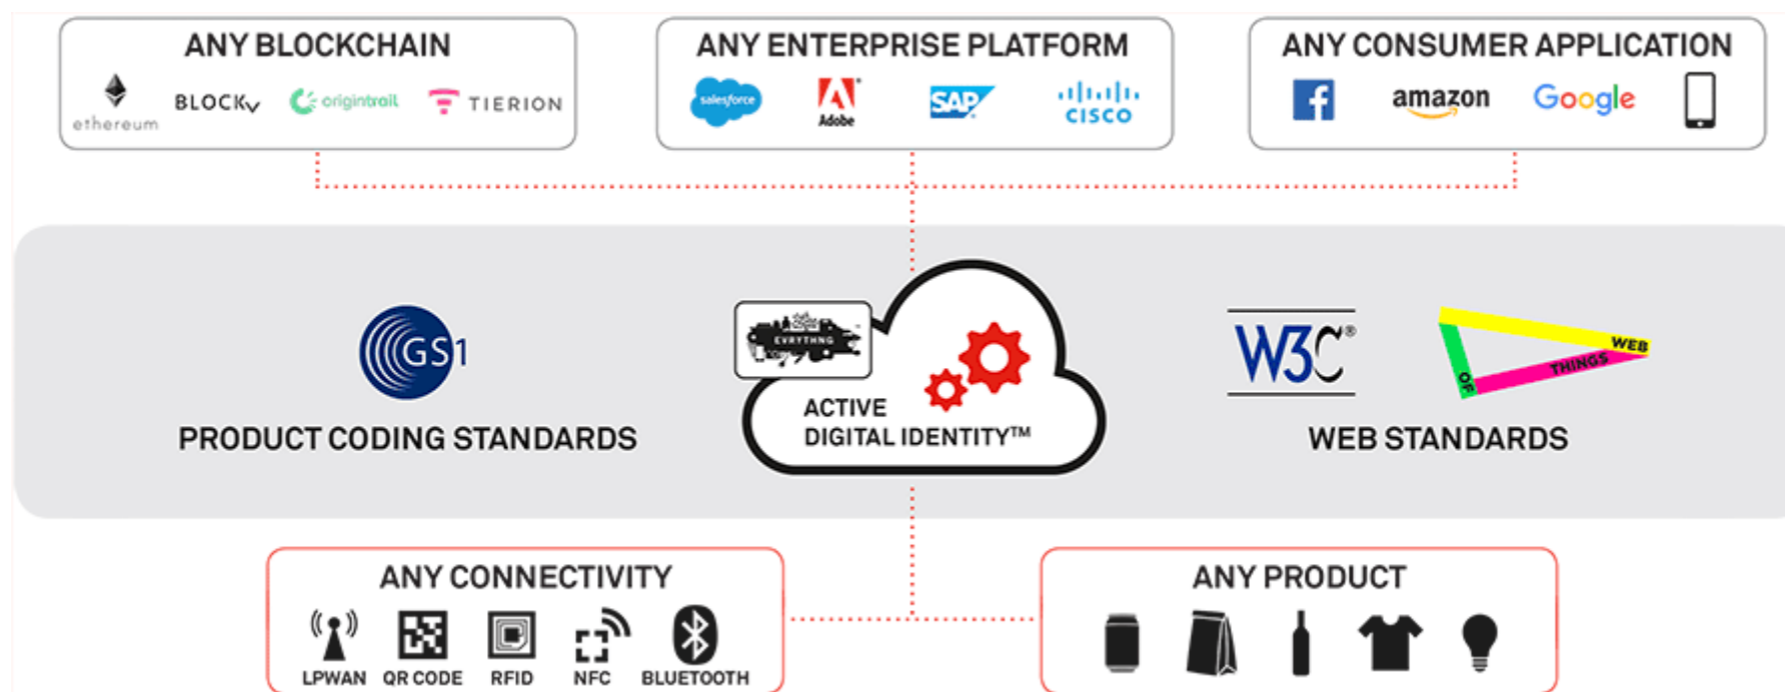 ANY BLOCKCHAIN
ethereum
BLOCKv
origintrail
TIERION
ANY ENTERPRISE PLATFORM
salesforce
Adobe
SAP
CISCO
ANY CONSUMER APPLICATION
f
amazon
Google
GS1
PRODUCT CODING STANDARDS
EVRYTHNG
ACTIVE
DIGITAL IDENTITY™
W3C®
WEB
OF
THINGS
WEB STANDARDS
ANY CONNECTIVITY
LPWAN
QR CODE
RFID
NFC
BLUETOOTH
ANY PRODUCT